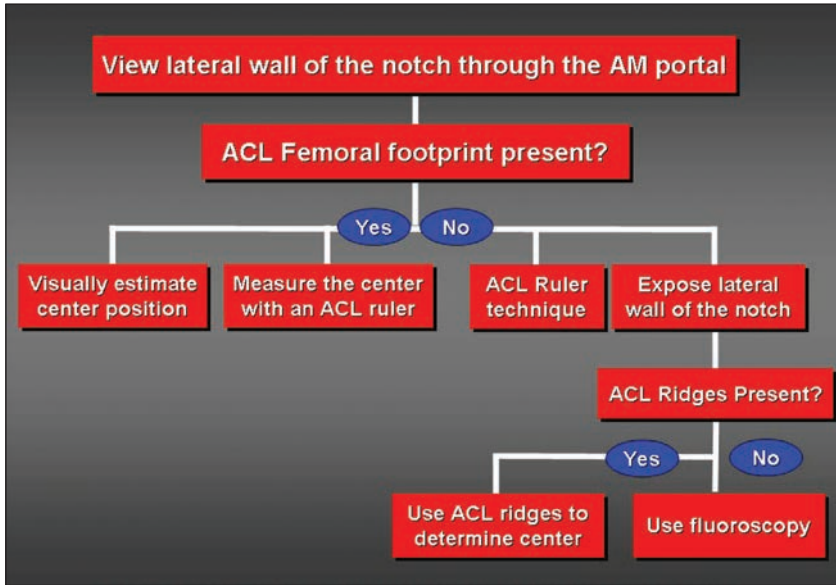 View lateral wall of the notch through the AM portal
ACL Femoral footprint present?
Yes
No
Visually estimate
center position
Measure the center
with an ACL ruler
ACL Ruler
technique
Expose lateral
wall of the notch
ACL Ridges Present?
Yes
No
Use ACL ridges to
determine center
Use fluoroscopy